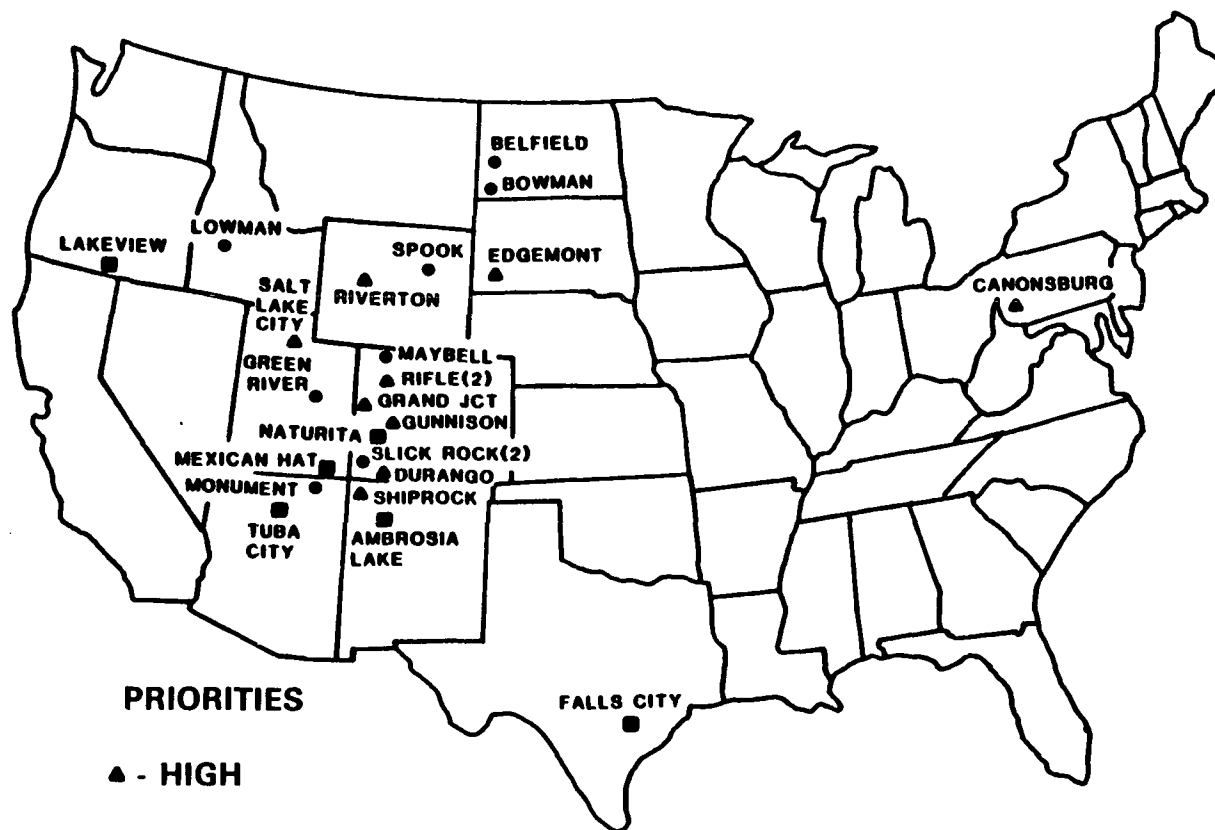 BELFIELD
BOWMAN
LOWMAN
LAKEVIEW
SPOOK
EDGEMONT
SALT
LAKE
CITY
RIVERTON
CANONSBURG
GREEN
RIVER
MAYBELL
RIFLE(2)
GRAND JCT
GUNNISON
NATURITA
SLICK ROCK(2)
MEXICAN HAT
DURANGO
MONUMENT
SHIPROCK
TUBA
CITY
AMBROSIA
LAKE
PRIORITIES
FALLS CITY
▲ - HIGH